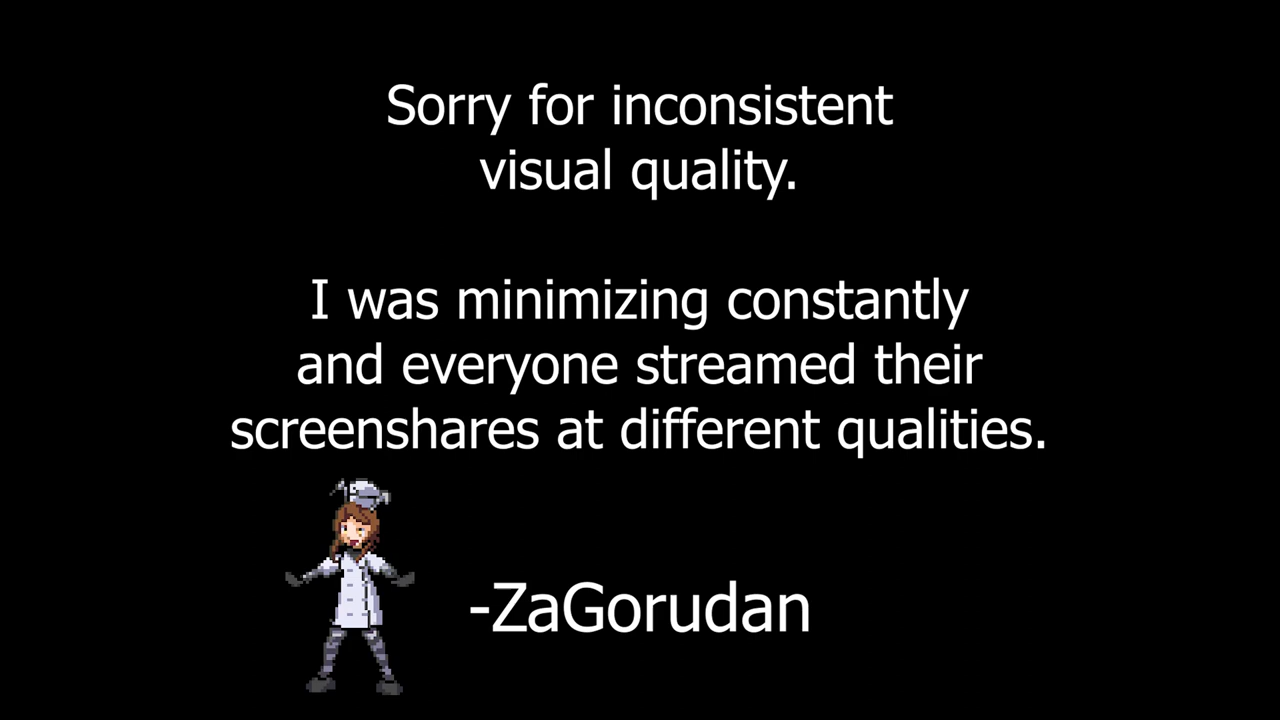 Sorry for inconsistent
visual quality.
I was minimizing constantly
and everyone streamed their
screenshares at different qualities.
-ZaGorudan